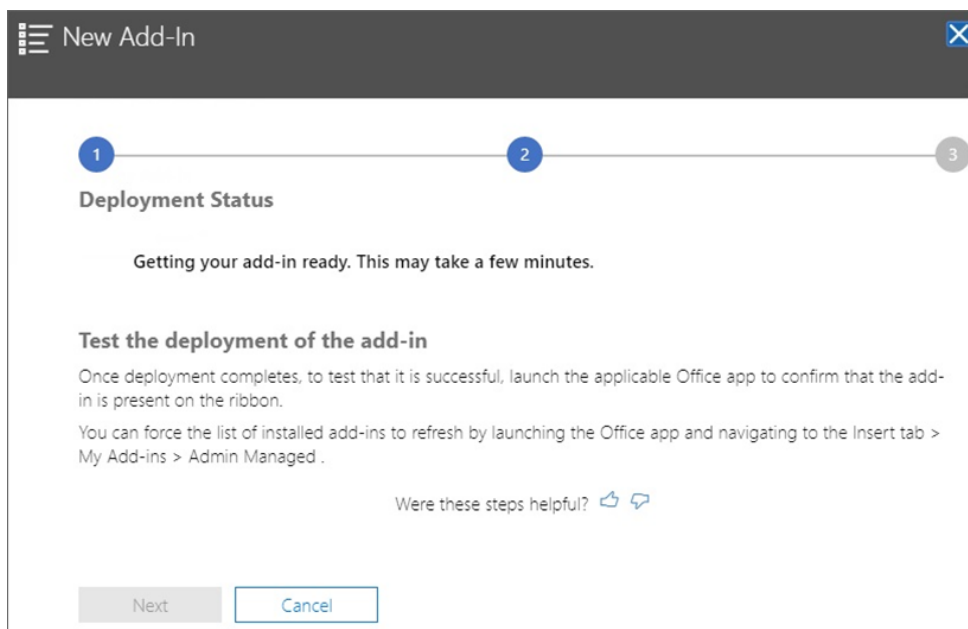 New Add-In
1
2
3
Deployment Status
Getting your add-in ready. This may take a few minutes.
Test the deployment of the add-in
Once deployment completes, to test that it is successful, launch the applicable Office app to confirm that the add-
in is present on the ribbon.
You can force the list of installed add-ins to refresh by launching the Office app and navigating to the Insert tab >
My Add-ins > Admin Managed .
Were these steps helpful?
Next
Cancel